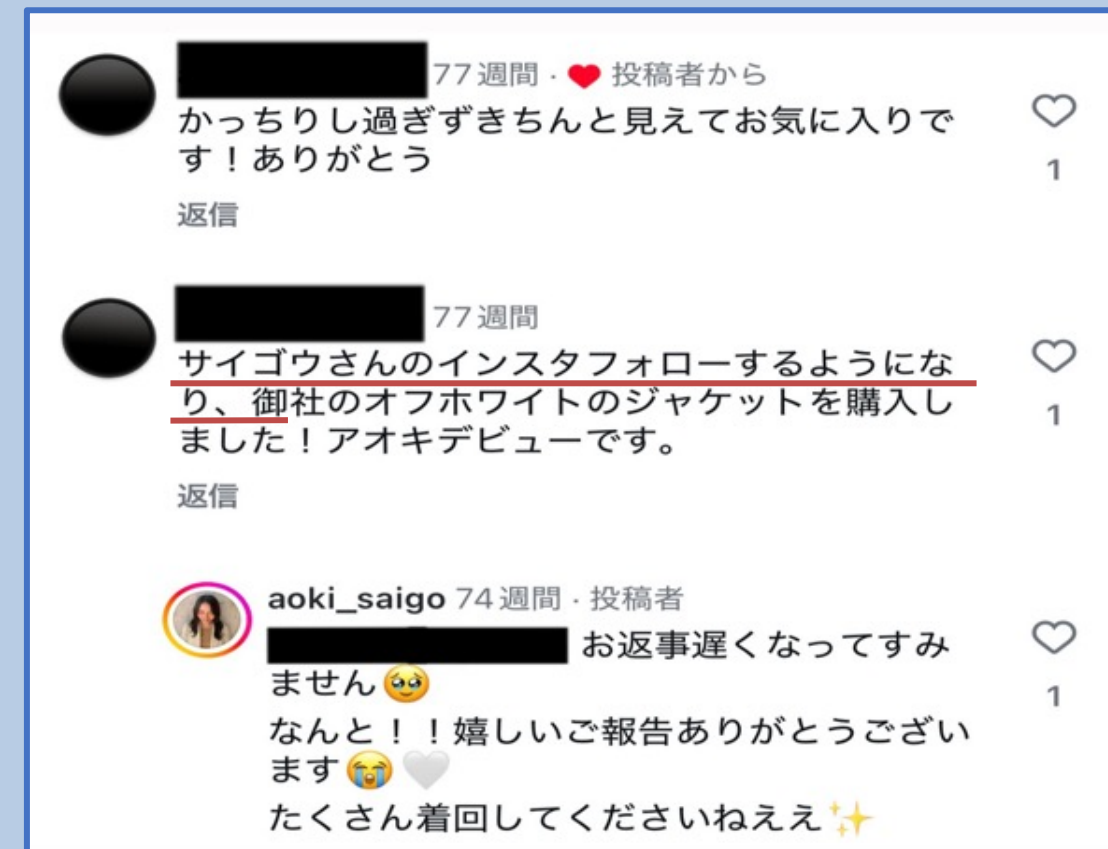 77週間・❤️ 投稿者から
かっちりし過ぎずきちんと見えてお気に入りで
す！ありがとう
1
返信
77週間
サイゴウさんのインスタフォローするようにな
り、御社のオフホワイトのジャケットを購入し
ました！アオキデビューです。
1
返信
aoki_saigo 74週間・投稿者
お返事遅くなってすみ
ません🥹
なんと！！嬉しいご報告ありがとうござい
ます😭🤍
たくさん着回してくださいねええ✨
1